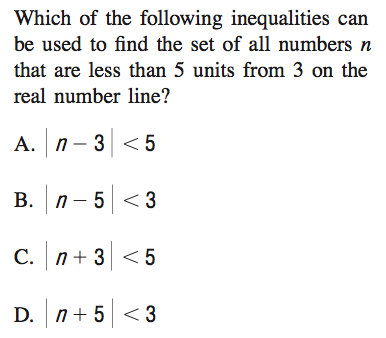 Which of the following inequalities can
be used to find the set of all numbers n
that are less than 5 units from 3 on the
real number line?
A. |n – 3| < 5
B. |n – 5| < 3
C. |n + 3| < 5
D. |n + 5| < 3